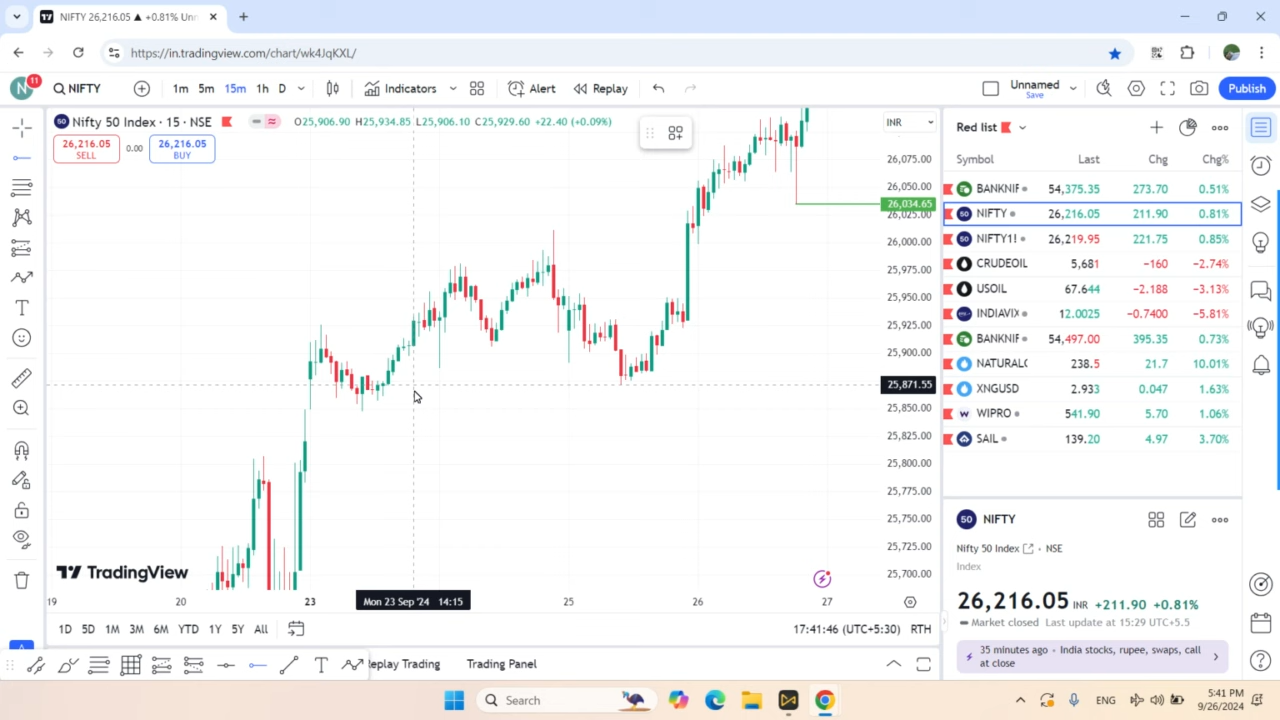 NIFTY 26,216.05 ▲ +0.81% Unn
https://in.tradingview.com/chart/wk4JqKXL/
N 11 NIFTY 1m 5m 15m 1h D Indicators Alert Replay Unnamed Save Publish
50 Nifty 50 Index · 15 · NSE O25,906.90 H25,934.85 L25,906.10 C25,929.60 +22.40 (+0.09%) INR
26,216.05 SELL 0.00 26,216.05 BUY
26,075.00
26,050.00
26,034.65
26,025.00
26,000.00
25,975.00
25,950.00
25,925.00
25,900.00
25,871.55
25,850.00
25,825.00
25,800.00
25,775.00
25,750.00
25,725.00
25,700.00
TradingView
19 20 23 Mon 23 Sep '24 14:15 25 26 27
1D 5D 1M 3M 6M YTD 1Y 5Y All 17:41:46 (UTC+5:30) RTH
eplay Trading Trading Panel
Red list
Symbol Last Chg Chg%
BANKNIF 54,375.35 273.70 0.51%
50 NIFTY 26,216.05 211.90 0.81%
50 NIFTY1! 26,219.95 221.75 0.85%
CRUDEOIL 5,681 −160 −2.74%
USOIL 67.644 −2.188 −3.13%
INDIAVIX 12.0025 −0.7400 −5.81%
BANKNIF 54,497.00 395.35 0.73%
NATURALG 238.5 21.7 10.01%
XNGUSD 2.933 0.047 1.63%
W WIPRO 541.90 5.70 1.06%
SAIL 139.20 4.97 3.70%
50 NIFTY
Nifty 50 Index · NSE
Index
26,216.05 INR +211.90 +0.81%
Market closed Last update at 15:29 UTC+5.5
35 minutes ago · India stocks, rupee, swaps, call
at close
Search ENG 5:41 PM
9/26/2024